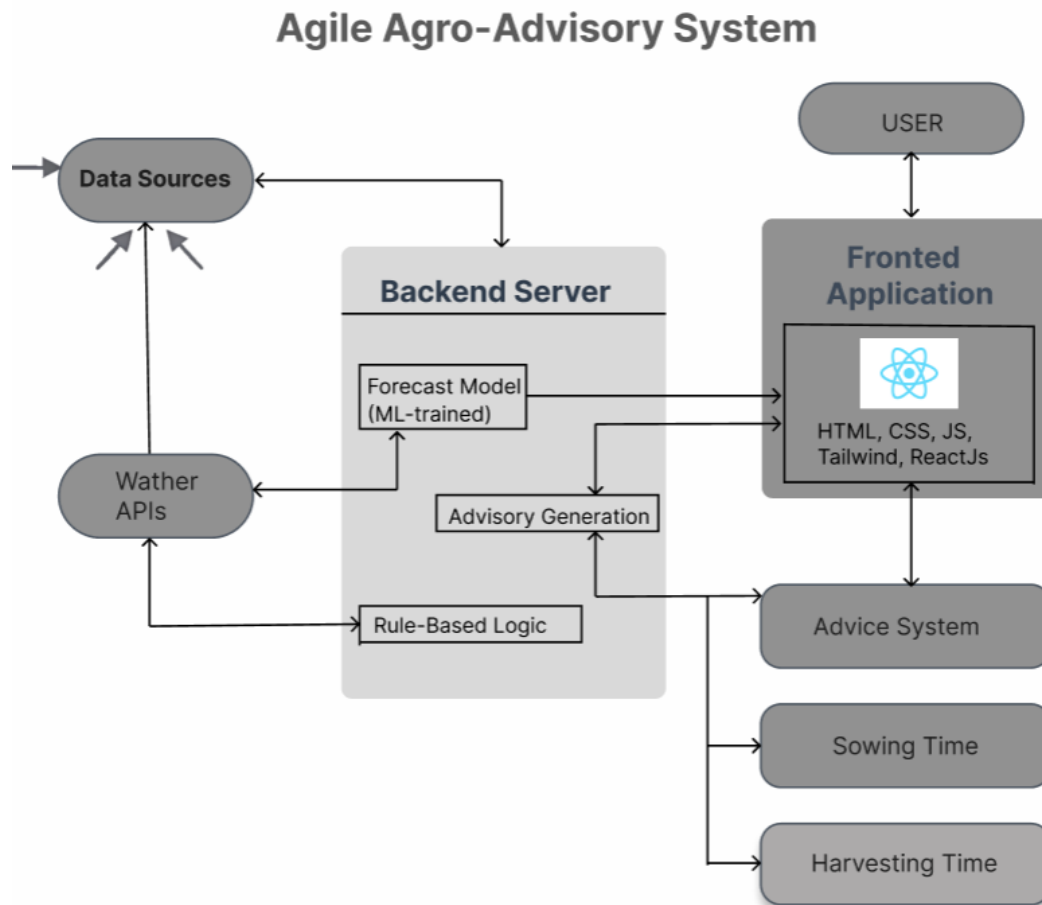 Agile Agro-Advisory System
USER
Data Sources
Fronted
Application
Backend Server
Forecast Model
(ML-trained)
HTML, CSS, JS,
Tailwind, ReactJs
Wather
APIs
Advisory Generation
Rule-Based Logic
Advice System
Sowing Time
Harvesting Time